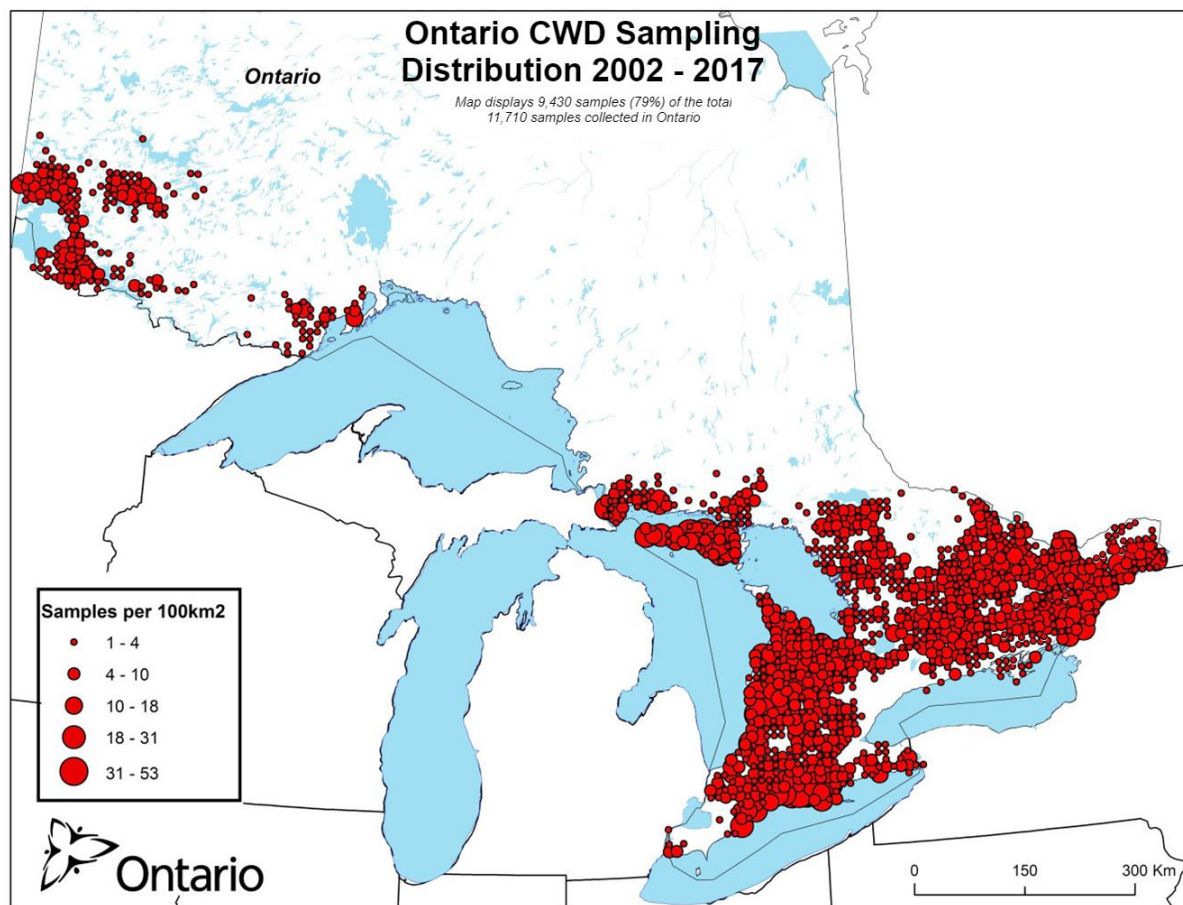 Ontario CWD Sampling
Distribution 2002 - 2017
Map displays 9,430 samples (79%) of the total
11,710 samples collected in Ontario
Ontario
Samples per 100km2
1 - 4
4 - 10
10 - 18
18 - 31
31 - 53
Ontario
0 150 300 Km